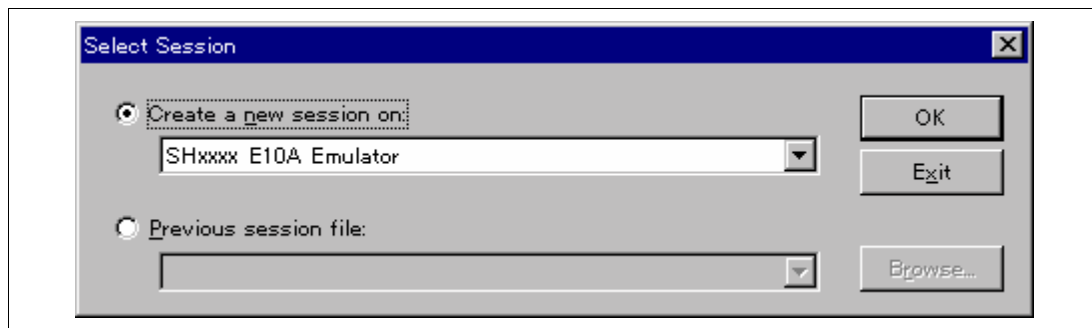 Select Session
Create a new session on:
OK
SHxxxx E10A Emulator
Exit
Previous session file:
Browse...